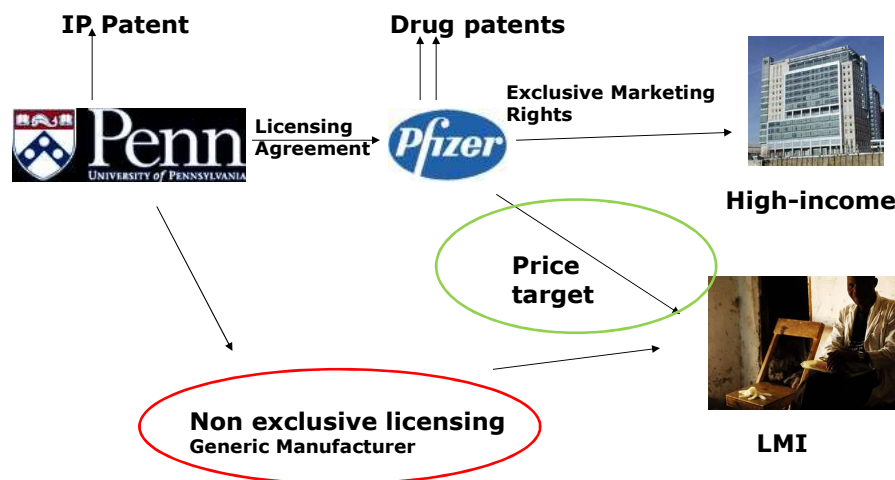 IP Patent
Drug patents
Penn
UNIVERSITY of PENNSYLVANIA
Licensing
Agreement
Pfizer
Exclusive Marketing
Rights
High-income
Price
target
Non exclusive licensing
Generic Manufacturer
LMI